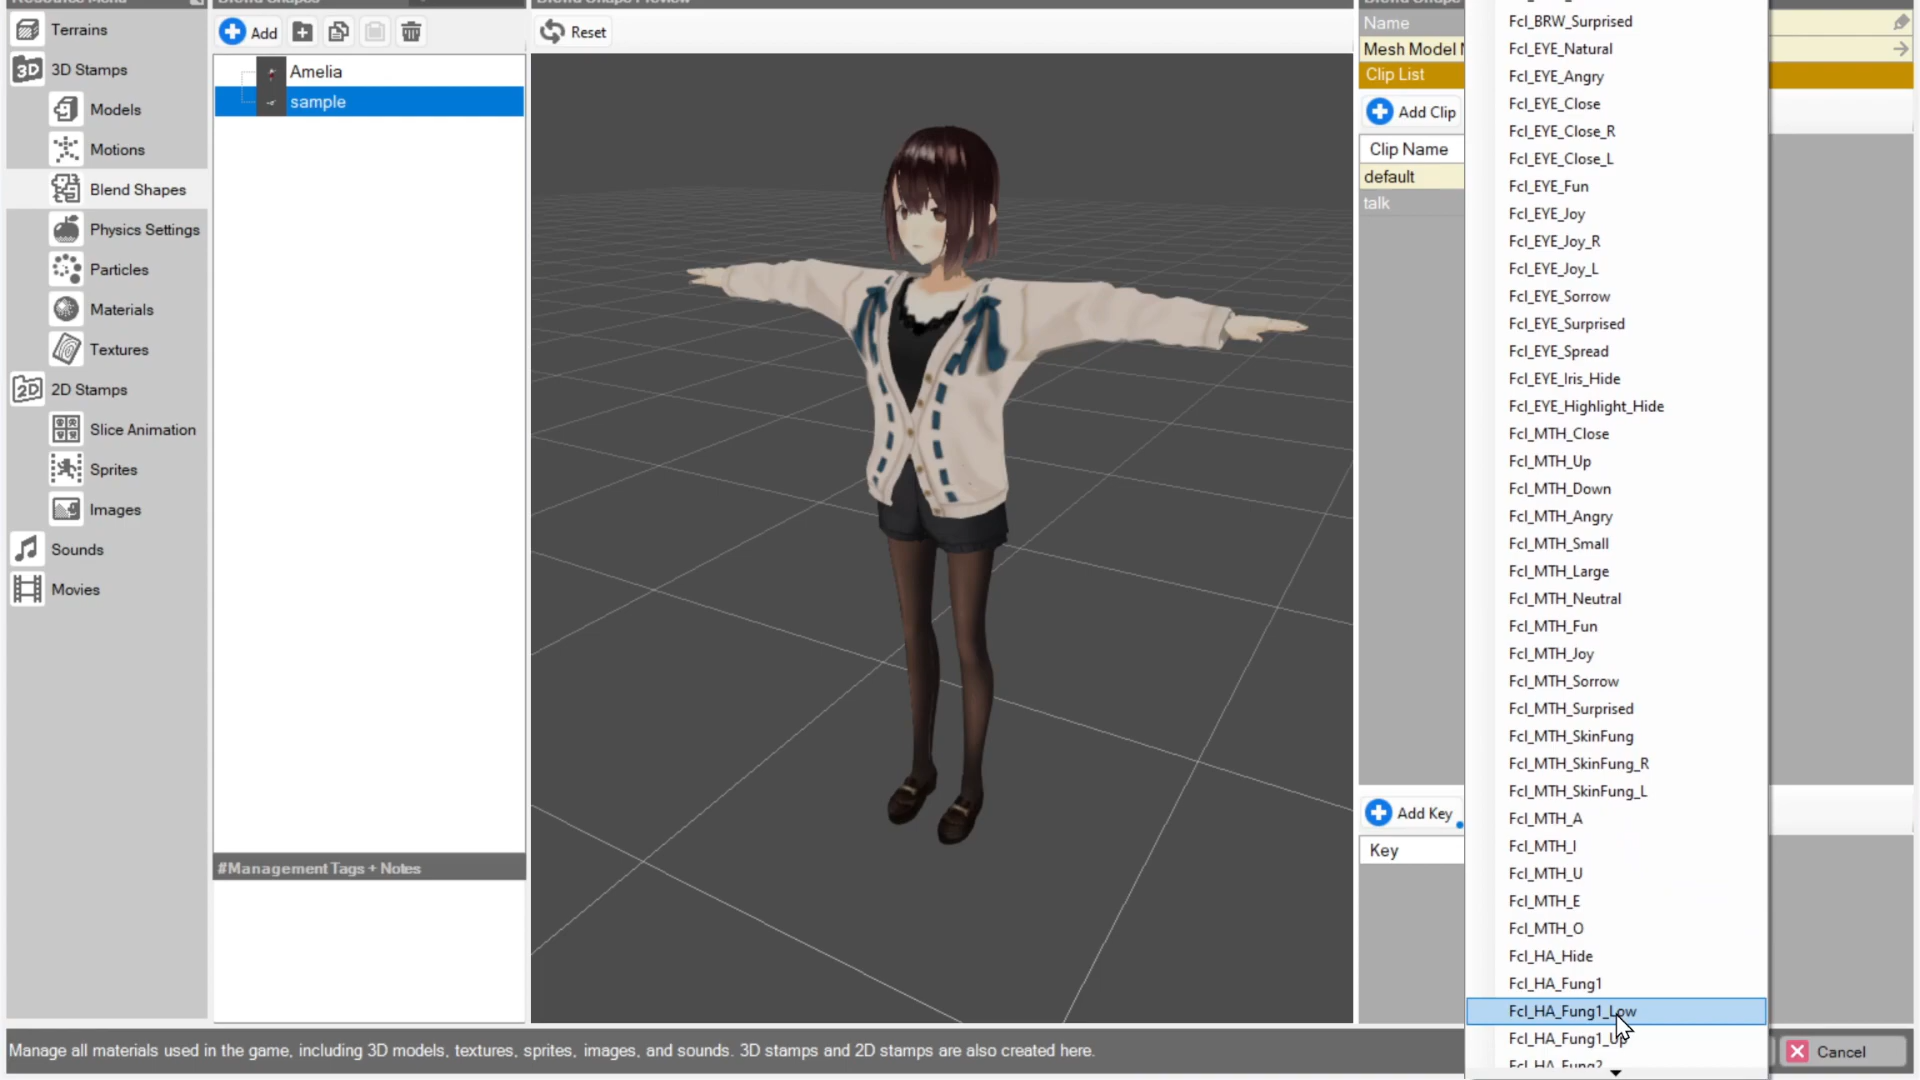 Terrains
3D Stamps
Models
Motions
Blend Shapes
Physics Settings
Particles
Materials
Textures
2D Stamps
Slice Animation
Sprites
Images
Sounds
Movies
Add
Amelia
sample
#Management Tags + Notes
Reset
Name
Mesh Model
Clip List
Add Clip
Clip Name
default
talk
Add Key
Key
Fcl_BRW_Surprised
Fcl_EYE_Natural
Fcl_EYE_Angry
Fcl_EYE_Close
Fcl_EYE_Close_R
Fcl_EYE_Close_L
Fcl_EYE_Fun
Fcl_EYE_Joy
Fcl_EYE_Joy_R
Fcl_EYE_Joy_L
Fcl_EYE_Sorrow
Fcl_EYE_Surprised
Fcl_EYE_Spread
Fcl_EYE_Iris_Hide
Fcl_EYE_Highlight_Hide
Fcl_MTH_Close
Fcl_MTH_Up
Fcl_MTH_Down
Fcl_MTH_Angry
Fcl_MTH_Small
Fcl_MTH_Large
Fcl_MTH_Neutral
Fcl_MTH_Fun
Fcl_MTH_Joy
Fcl_MTH_Sorrow
Fcl_MTH_Surprised
Fcl_MTH_SkinFung
Fcl_MTH_SkinFung_R
Fcl_MTH_SkinFung_L
Fcl_MTH_A
Fcl_MTH_I
Fcl_MTH_U
Fcl_MTH_E
Fcl_MTH_O
Fcl_HA_Hide
Fcl_HA_Fung1
Fcl_HA_Fung1_Low
Fcl_HA_Fung1_Up
Fcl_HA_Fung2
Manage all materials used in the game, including 3D models, textures, sprites, images, and sounds. 3D stamps and 2D stamps are also created here.
Cancel